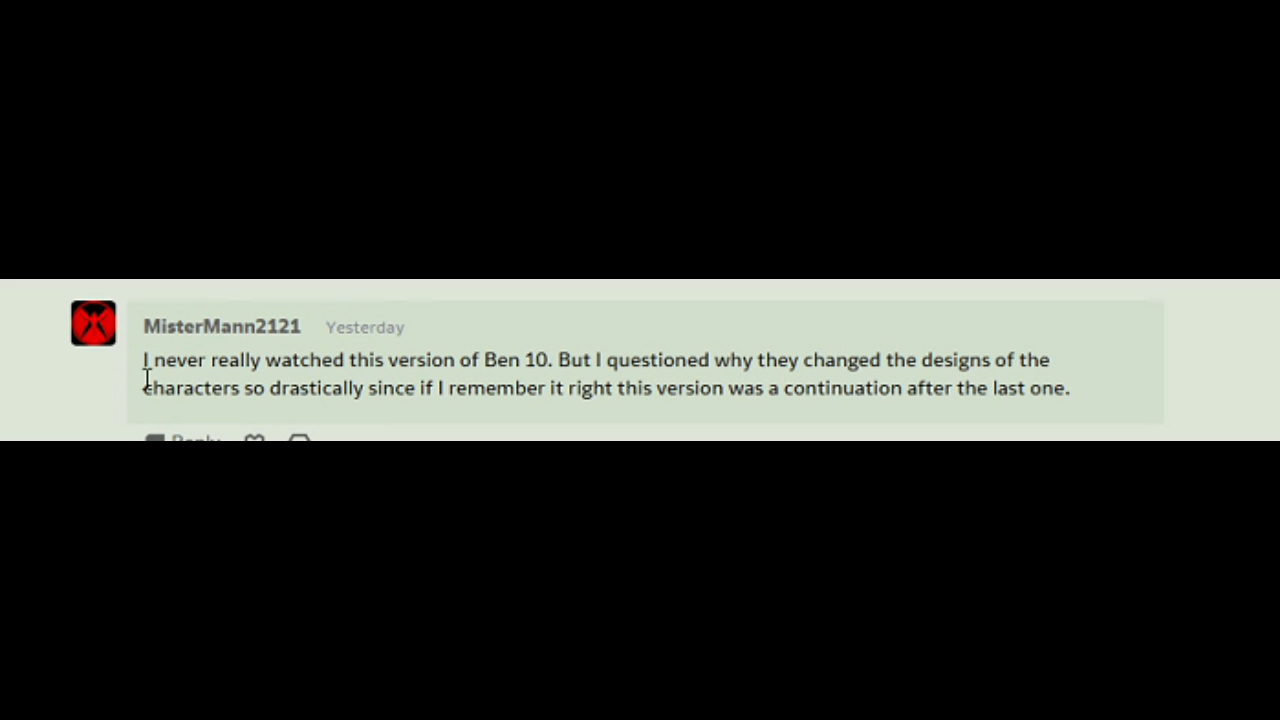 MisterMann2121 Yesterday
I never really watched this version of Ben 10. But I questioned why they changed the designs of the
characters so drastically since if I remember it right this version was a continuation after the last one.
Reply